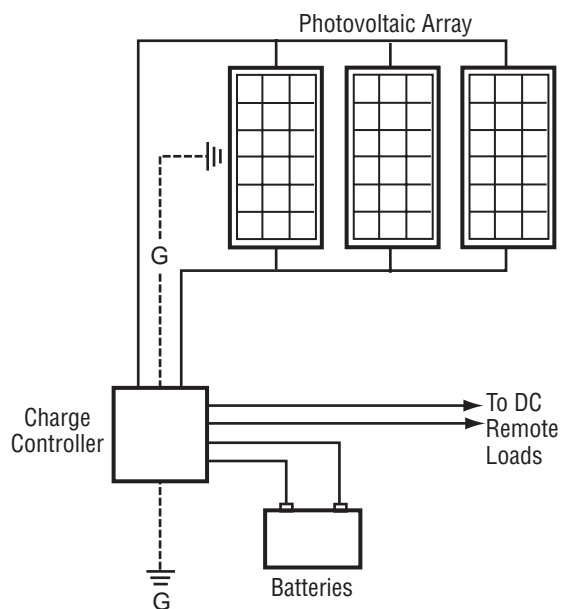 Photovoltaic Array
G
Charge
Controller
To DC
Remote
Loads
G
Batteries